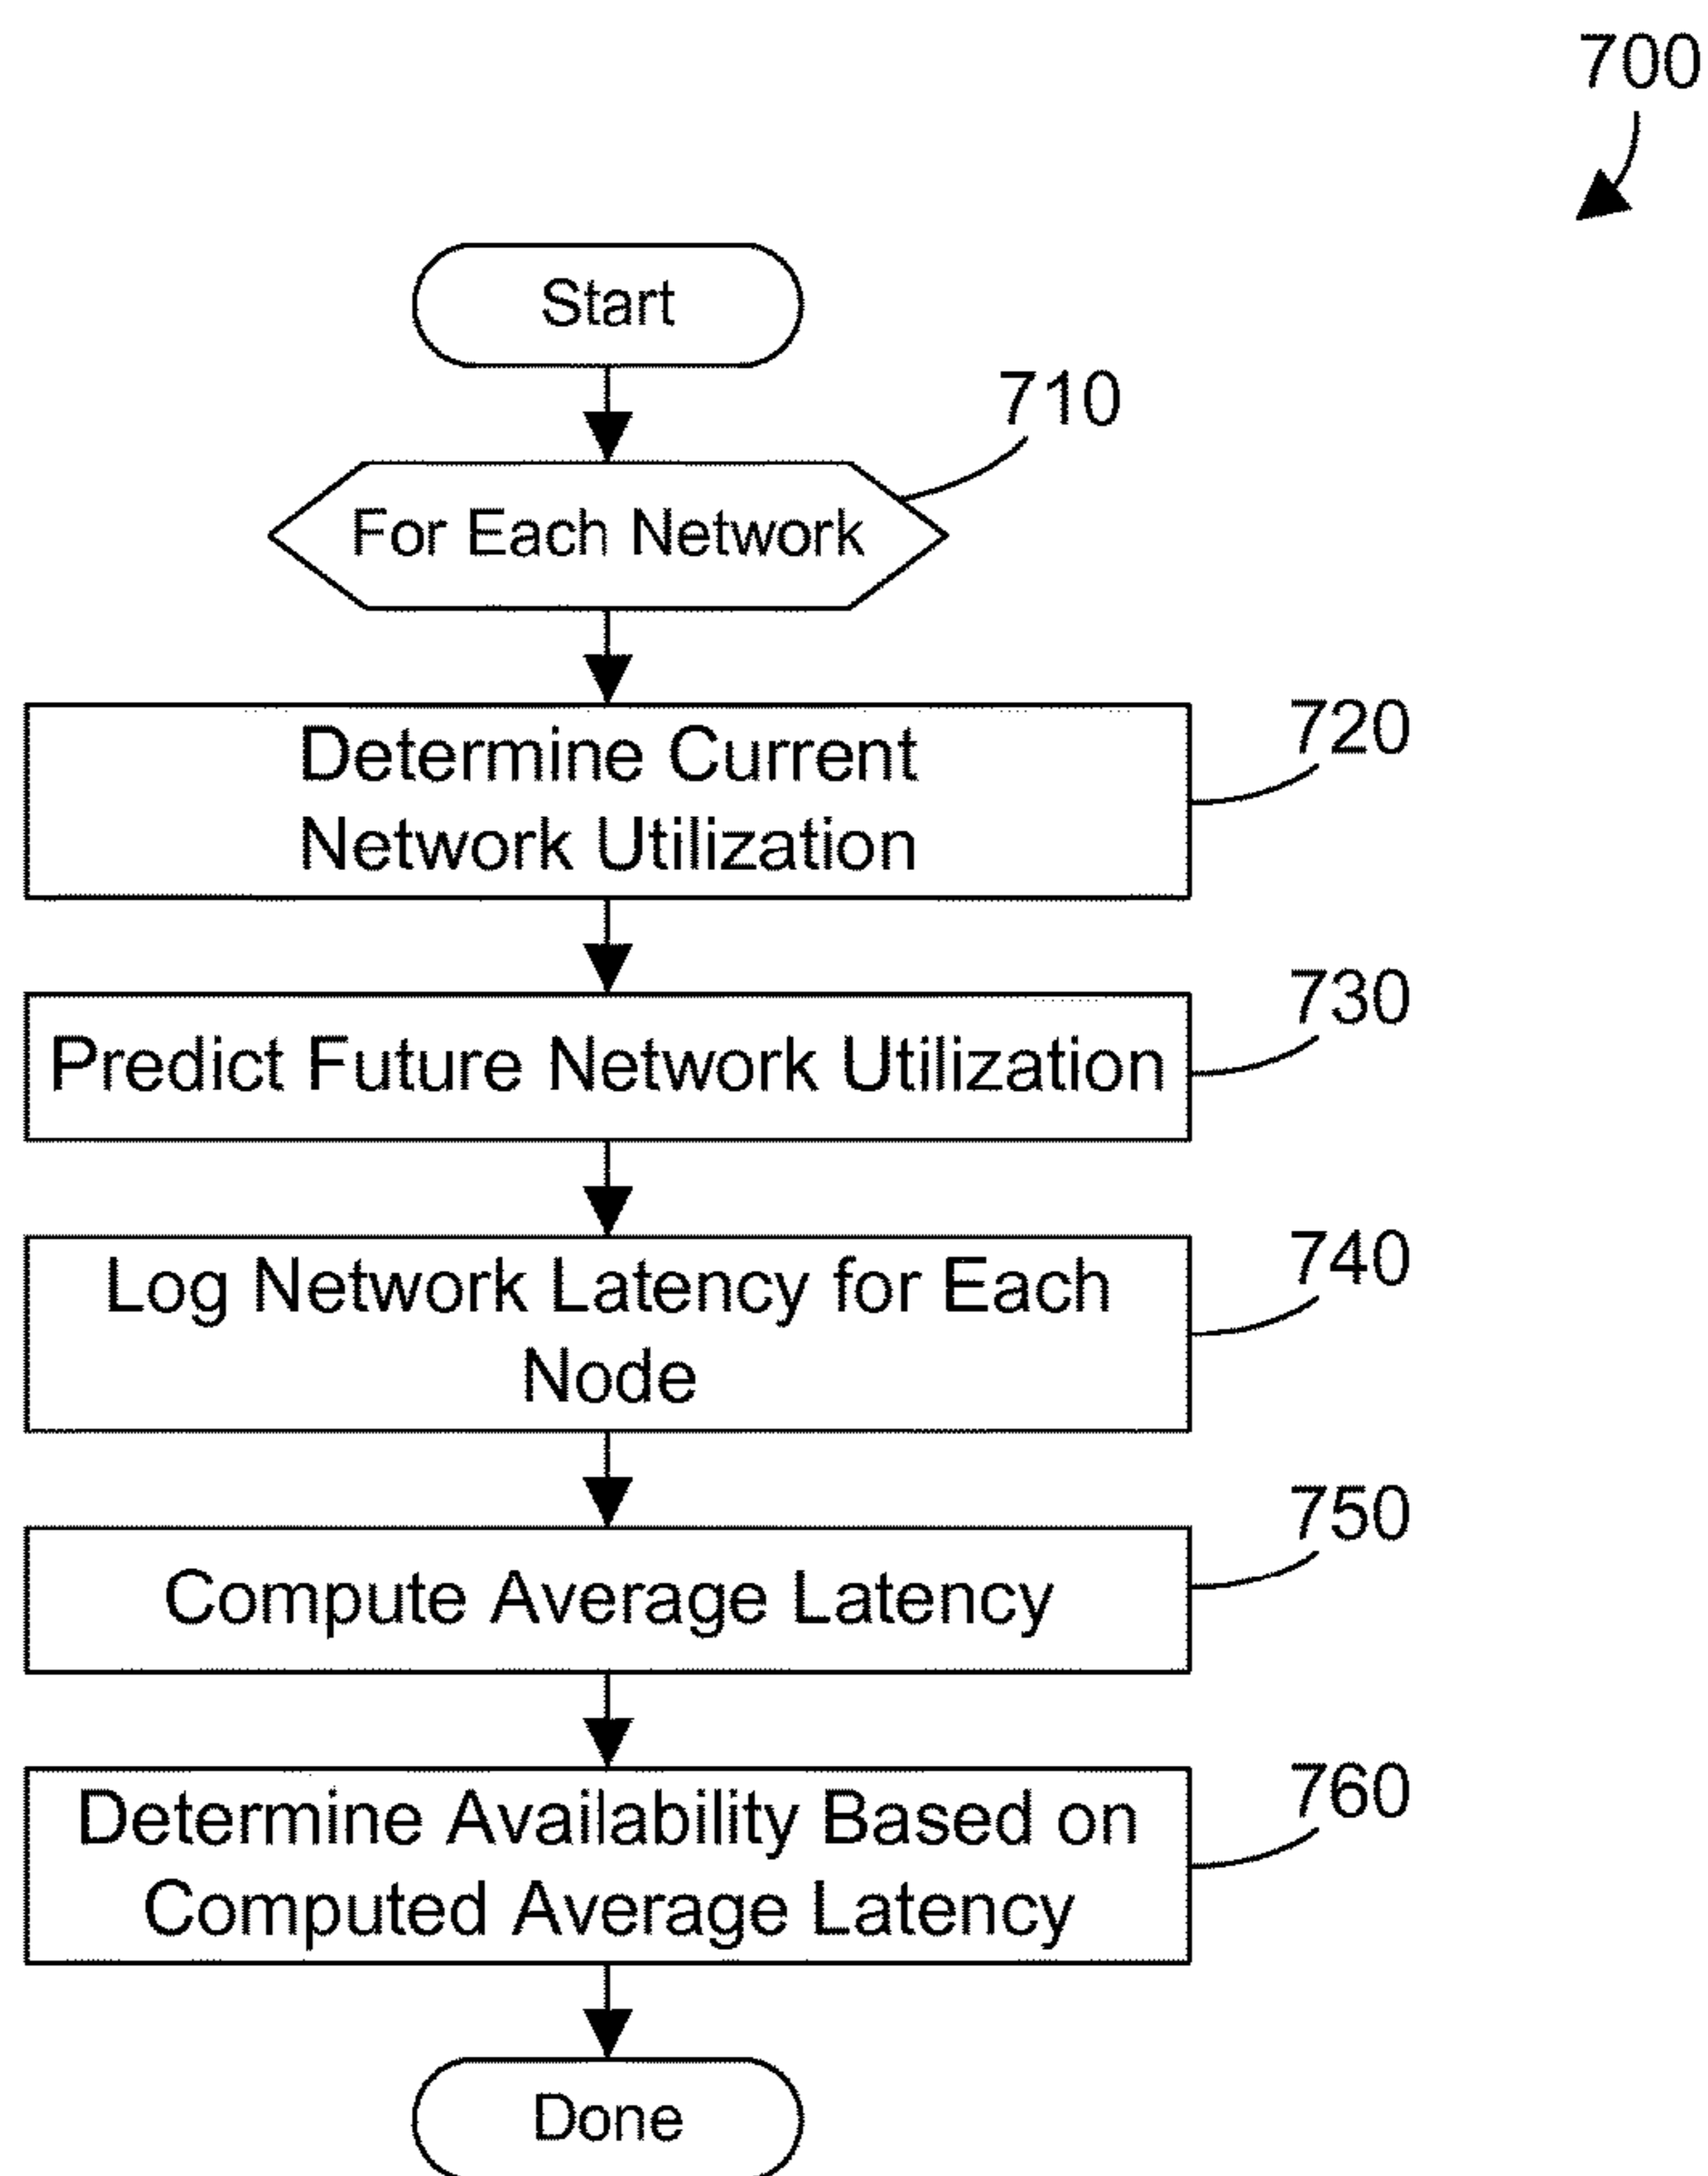 700
Start
710
For Each Network
720
Determine Current
Network Utilization
730
Predict Future Network Utilization
740
Log Network Latency for Each
Node
750
Compute Average Latency
760
Determine Availability Based on
Computed Average Latency
Done